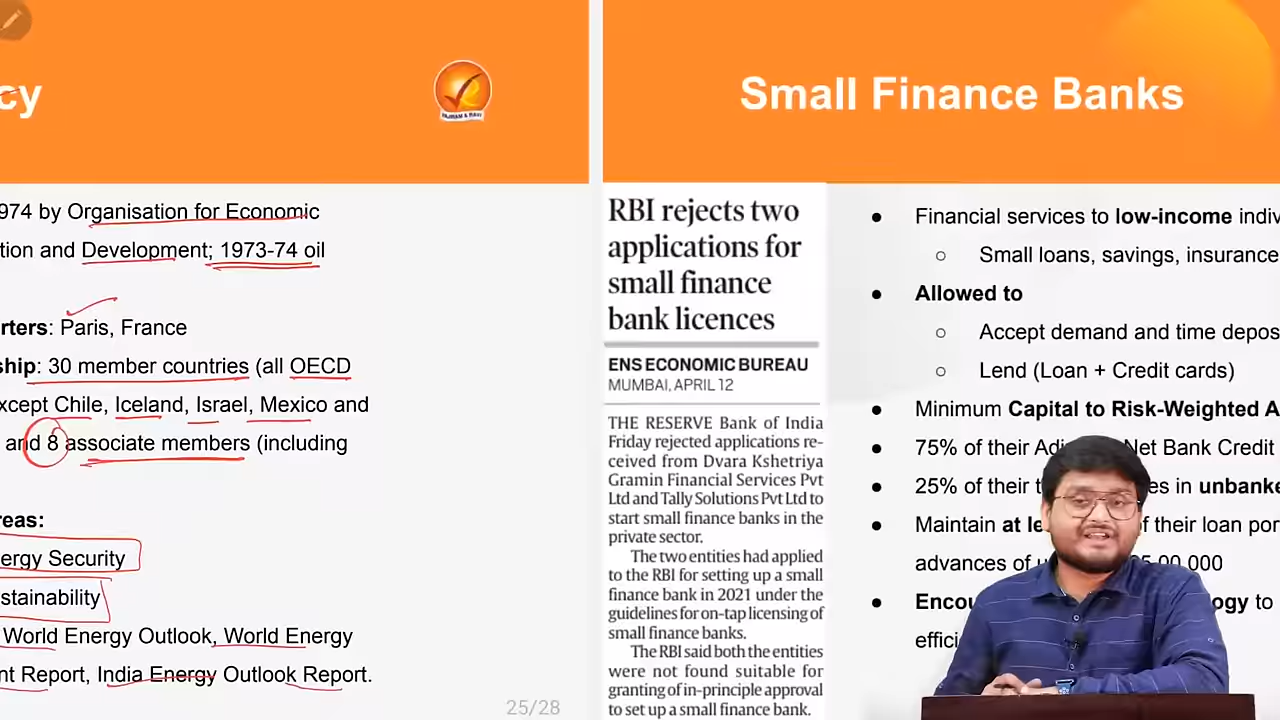 cy
974 by Organisation for Economic
tion and Development; 1973-74 oil
rters: Paris, France
ship: 30 member countries (all OECD
xcept Chile, Iceland, Israel, Mexico and
and 8 associate members (including
reas:
ergy Security
stainability
World Energy Outlook, World Energy
nt Report, India Energy Outlook Report.
25/28
Small Finance Banks
RBI rejects two
applications for
small finance
bank licences
ENS ECONOMIC BUREAU
MUMBAI, APRIL 12
THE RESERVE Bank of India
Friday rejected applications re-
ceived from Dvara Kshetriya
Gramin Financial Services Pvt
Ltd and Tally Solutions Pvt Ltd to
start small finance banks in the
private sector.
The two entities had applied
to the RBI for setting up a small
finance bank in 2021 under the
guidelines for on-tap licensing of
small finance banks.
The RBI said both the entities
were not found suitable for
granting of in-principle approval
to set up a small finance bank.
• Financial services to low-income indiv
○ Small loans, savings, insurance
• Allowed to
○ Accept demand and time depos
○ Lend (Loan + Credit cards)
• Minimum Capital to Risk-Weighted A
• 75% of their Ad Net Bank Credit
• 25% of their t es in unbanke
• Maintain at le of their loan por
advances of u 5,00,000
• Encou ogy to
effici